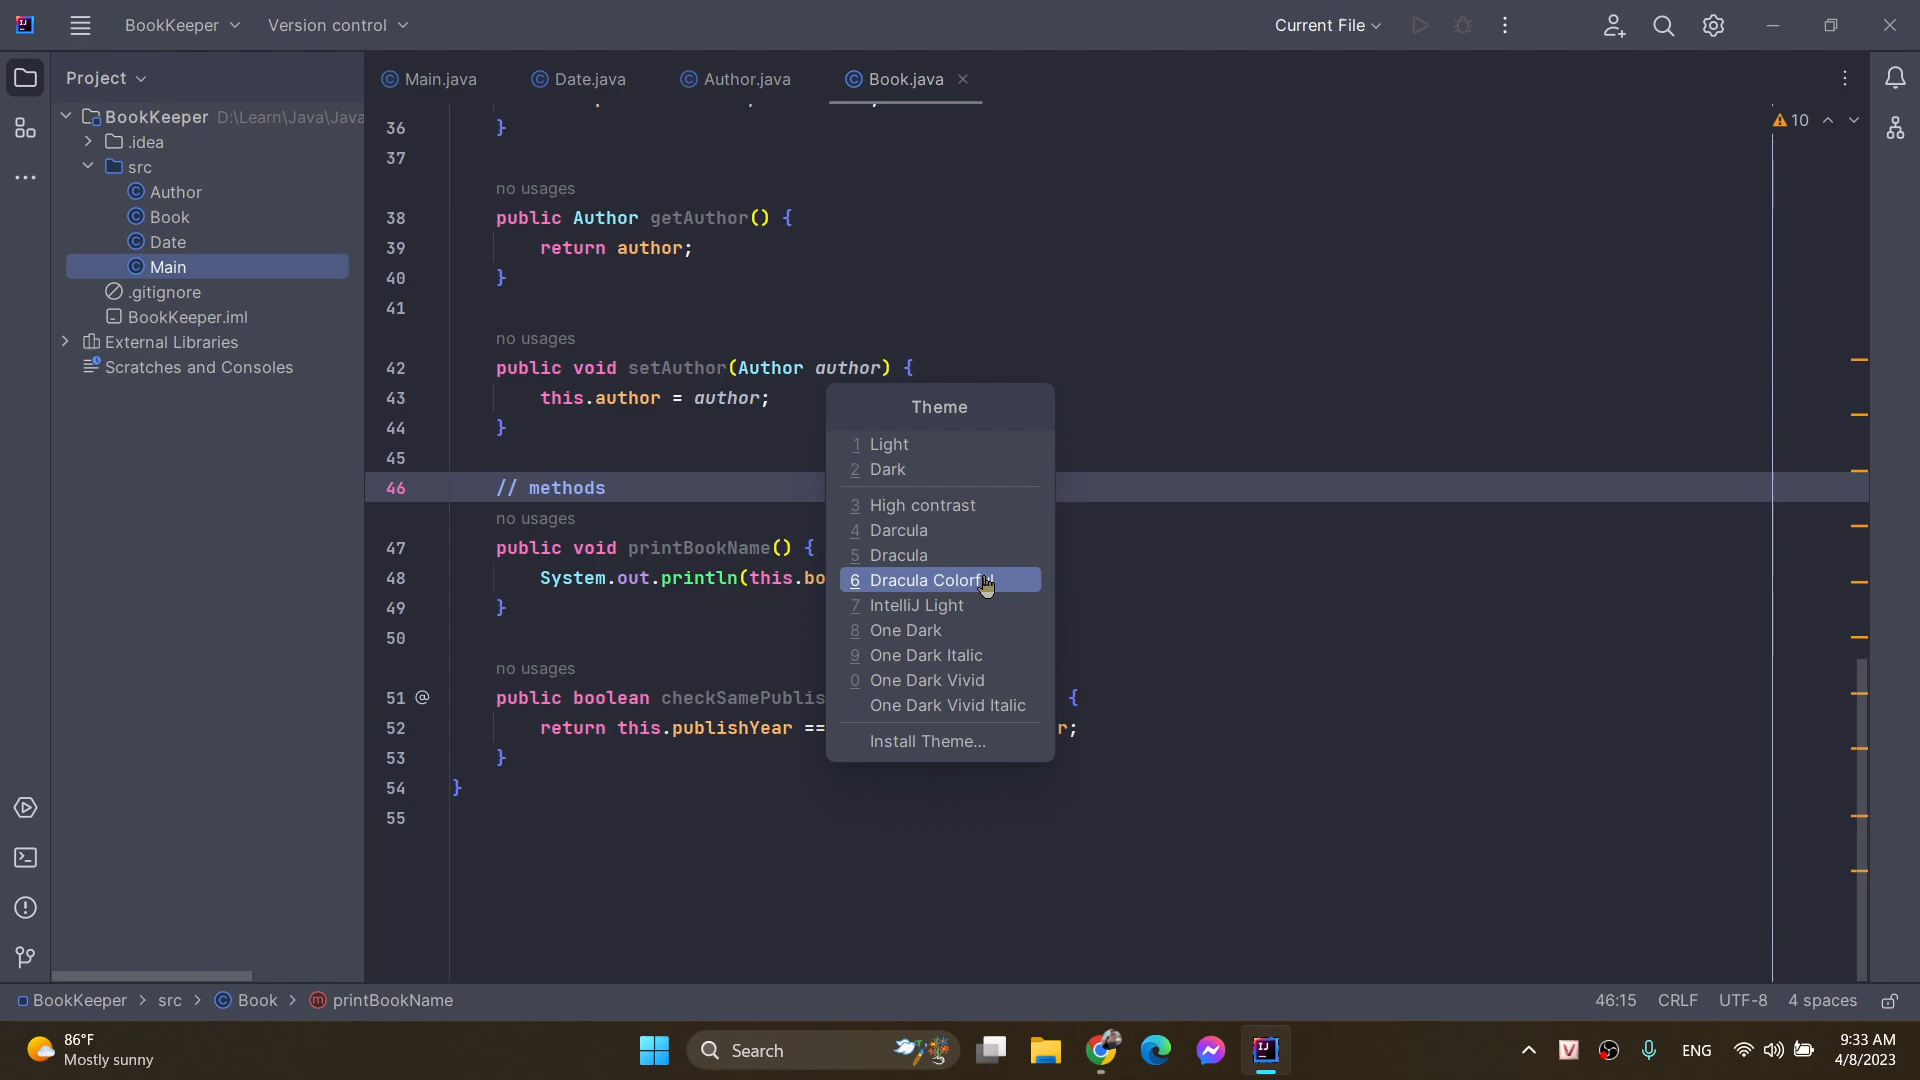 BookKeeper
Version control
Current File
Project
Main.java
Date.java
Author.java
Book.java
BookKeeper D:\Learn\Java\Java
.idea
src
Author
Book
Date
Main
.gitignore
BookKeeper.iml
External Libraries
Scratches and Consoles
10
36 }
37
no usages
38 public Author getAuthor() {
39 return author;
40 }
41
no usages
42 public void setAuthor(Author author) {
43 this.author = author;
44 }
45
46 // methods
no usages
47 public void printBookName() {
48 System.out.println(this.bo
49 }
50
no usages
51 @ public boolean checkSamePublis {
52 return this.publishYear == r;
53 }
54 }
55
Theme
1 Light
2 Dark
3 High contrast
4 Darcula
5 Dracula
6 Dracula Colorful
7 IntelliJ Light
8 One Dark
9 One Dark Italic
0 One Dark Vivid
One Dark Vivid Italic
Install Theme...
BookKeeper > src > Book > printBookName
46:15 CRLF UTF-8 4 spaces
86°F
Mostly sunny
Search
ENG
9:33 AM
4/8/2023